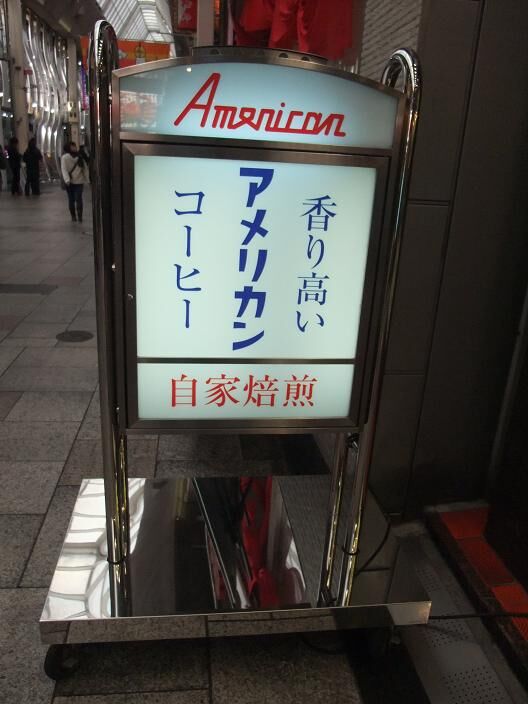 American
香り高い
アメリカン
コーヒー
自家焙煎